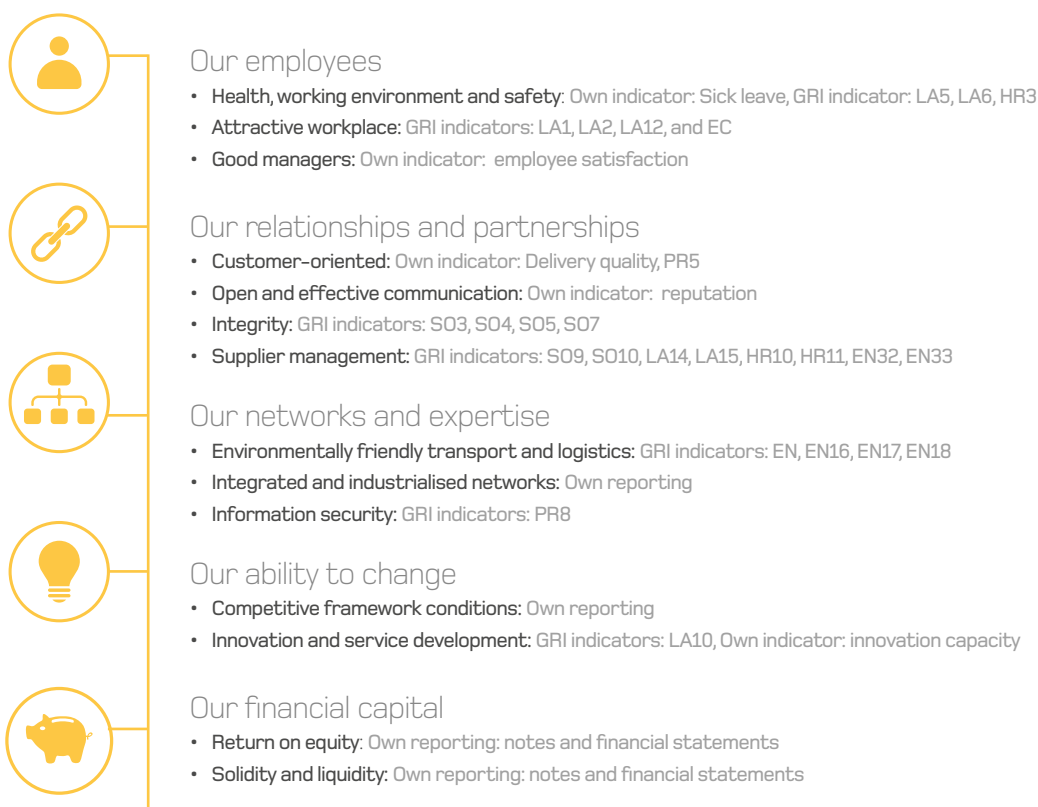 Our employees
• Health, working environment and safety: Own indicator: Sick leave, GRI indicator: LA5, LA6, HR3
• Attractive workplace: GRI indicators: LA1, LA2, LA12, and EC
• Good managers: Own indicator: employee satisfaction
Our relationships and partnerships
• Customer-oriented: Own indicator: Delivery quality, PR5
• Open and effective communication: Own indicator: reputation
• Integrity: GRI indicators: SO3, SO4, SO5, SO7
• Supplier management: GRI indicators: SO9, SO10, LA14, LA15, HR10, HR11, EN32, EN33
Our networks and expertise
• Environmentally friendly transport and logistics: GRI indicators: EN, EN16, EN17, EN18
• Integrated and industrialised networks: Own reporting
• Information security: GRI indicators: PR8
Our ability to change
• Competitive framework conditions: Own reporting
• Innovation and service development: GRI indicators: LA10, Own indicator: innovation capacity
Our financial capital
• Return on equity: Own reporting: notes and financial statements
• Solidity and liquidity: Own reporting: notes and financial statements